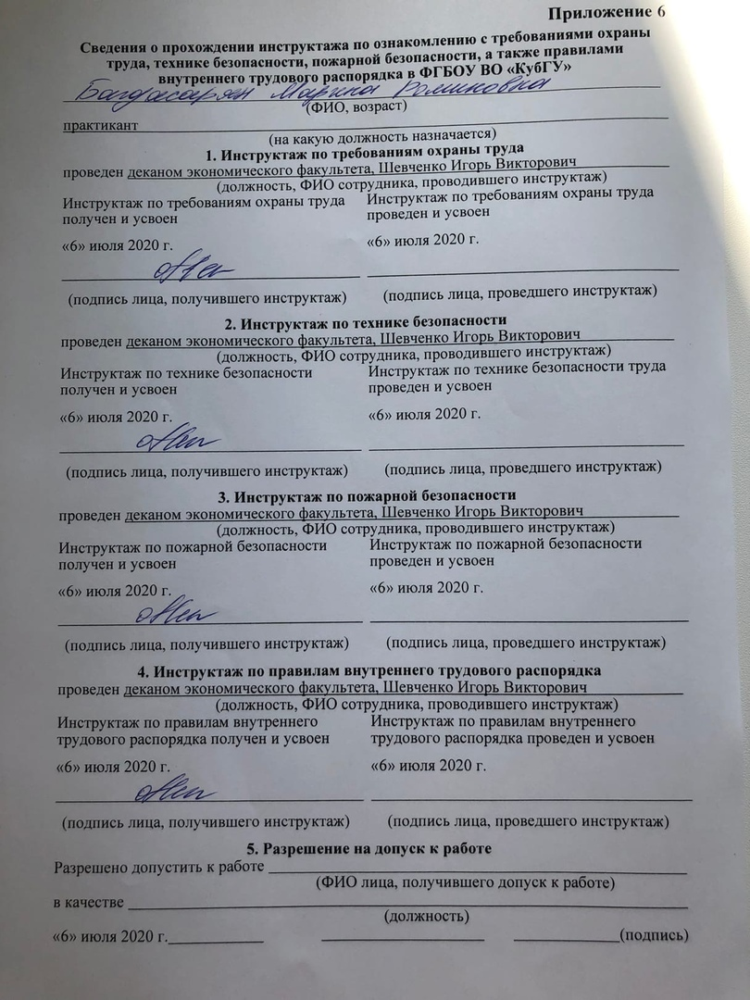 Приложение 6
Сведения о прохождении инструктажа по ознакомлению с требованиями охраны
труда, технике безопасности, пожарной безопасности, а также правилами
внутреннего трудового распорядка в ФГБОУ ВО «КубГУ»
Багдасарян Марина Ромиковна
(ФИО, возраст)
практикант
(на какую должность назначается)
1. Инструктаж по требованиям охраны труда
проведен деканом экономического факультета, Шевченко Игорь Викторович
(должность, ФИО сотрудника, проводившего инструктаж)
Инструктаж по требованиям охраны труда Инструктаж по требованиям охраны труда
получен и усвоен проведен и усвоен
«6» июля 2020 г. «6» июля 2020 г.
(подпись лица, получившего инструктаж) (подпись лица, проведшего инструктаж)
2. Инструктаж по технике безопасности
проведен деканом экономического факультета, Шевченко Игорь Викторович
(должность, ФИО сотрудника, проводившего инструктаж)
Инструктаж по технике безопасности Инструктаж по технике безопасности труда
получен и усвоен проведен и усвоен
«6» июля 2020 г. «6» июля 2020 г.
(подпись лица, получившего инструктаж) (подпись лица, проведшего инструктаж)
3. Инструктаж по пожарной безопасности
проведен деканом экономического факультета, Шевченко Игорь Викторович
(должность, ФИО сотрудника, проводившего инструктаж)
Инструктаж по пожарной безопасности Инструктаж по пожарной безопасности
получен и усвоен проведен и усвоен
«6» июля 2020 г. «6» июля 2020 г.
(подпись лица, получившего инструктаж) (подпись лица, проведшего инструктаж)
4. Инструктаж по правилам внутреннего трудового распорядка
проведен деканом экономического факультета, Шевченко Игорь Викторович
(должность, ФИО сотрудника, проводившего инструктаж)
Инструктаж по правилам внутреннего Инструктаж по правилам внутреннего
трудового распорядка получен и усвоен трудового распорядка проведен и усвоен
«6» июля 2020 г. «6» июля 2020 г.
(подпись лица, получившего инструктаж) (подпись лица, проведшего инструктаж)
5. Разрешение на допуск к работе
Разрешено допустить к работе
(ФИО лица, получившего допуск к работе)
в качестве
(должность)
«6» июля 2020 г. (подпись)